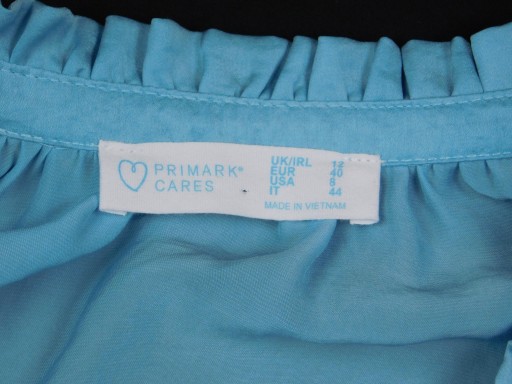 PRIMARK®
CARES
UK/IRL 12
EUR 40
USA 8
IT 44
MADE IN VIETNAM